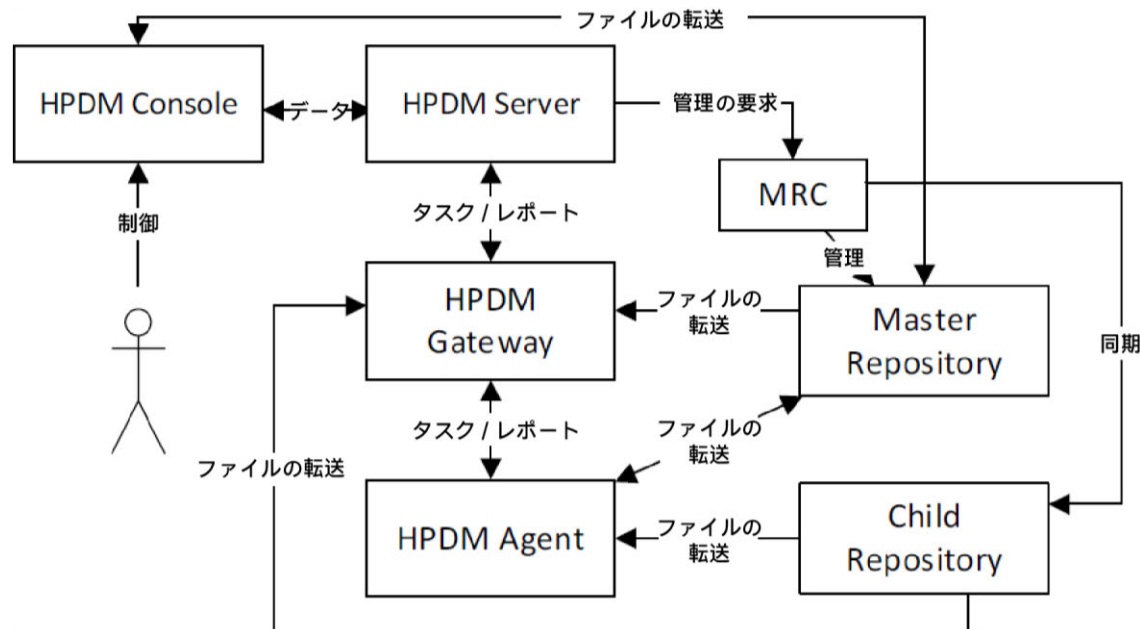 ファイルの転送
HPDM Console
データ
HPDM Server
管理の要求
MRC
制御
タスク / レポート
管理
HPDM
Gateway
ファイルの
転送
Master
Repository
同期
タスク / レポート
ファイルの
転送
ファイルの転送
HPDM Agent
ファイルの
転送
Child
Repository